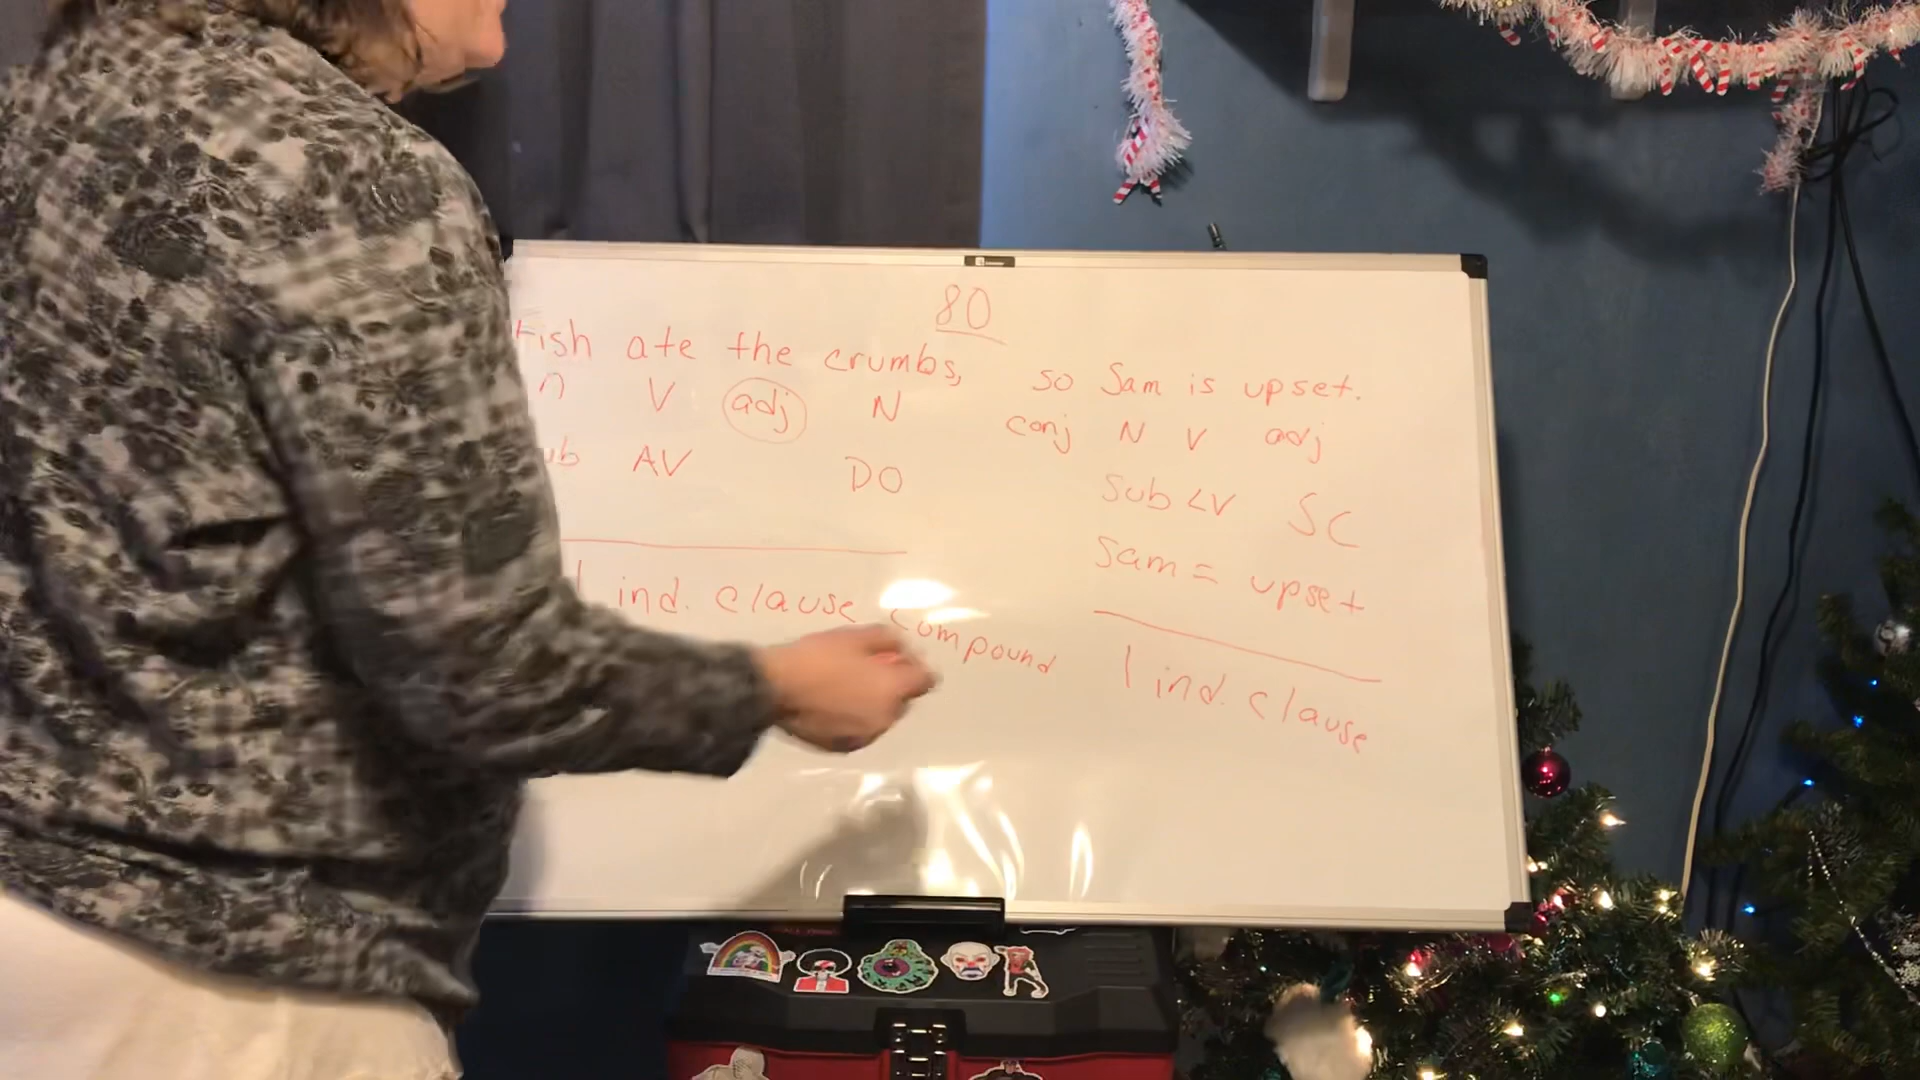 80
Fish ate the crumbs, so Sam is upset.
n V adj N conj N V adj
ub AV DO Sub LV SC
Sam = upset
ind. clause compound 1 ind. clause